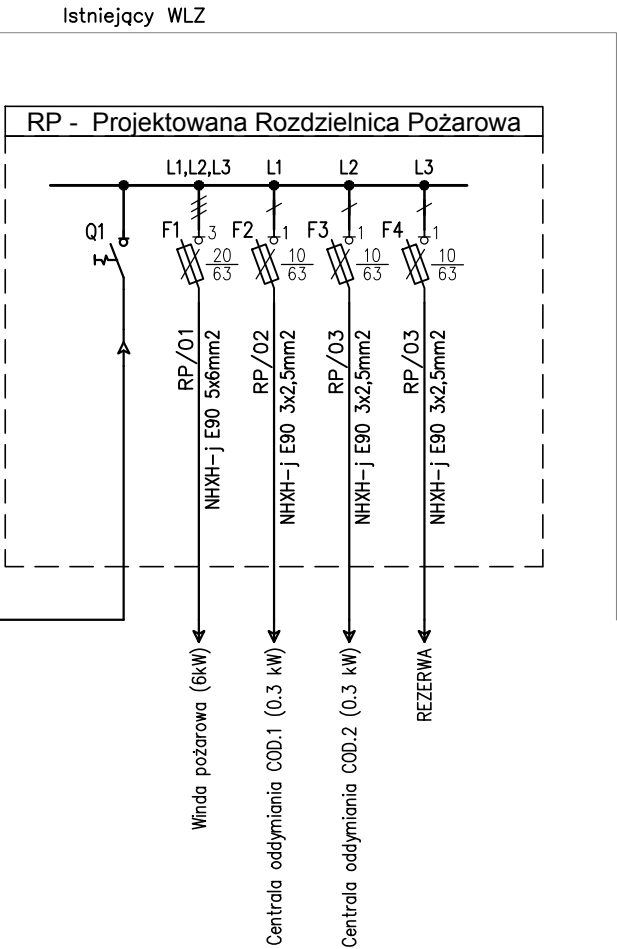 Istniejący WLZ
RP - Projektowana Rozdzielnica Pożarowa
L1,L2,L3
L1
L2
L3
Q1
F1
3
20
63
F2
1
10
63
F3
1
10
63
F4
1
10
63
RP/01
NHXH-j E90 5x6mm2
RP/02
NHXH-j E90 3x2,5mm2
RP/03
NHXH-j E90 3x2,5mm2
RP/03
NHXH-j E90 3x2,5mm2
Winda pożarowa (6kW)
Centrala oddymiania COD.1 (0.3 kW)
Centrala oddymiania COD.2 (0.3 kW)
REZERWA